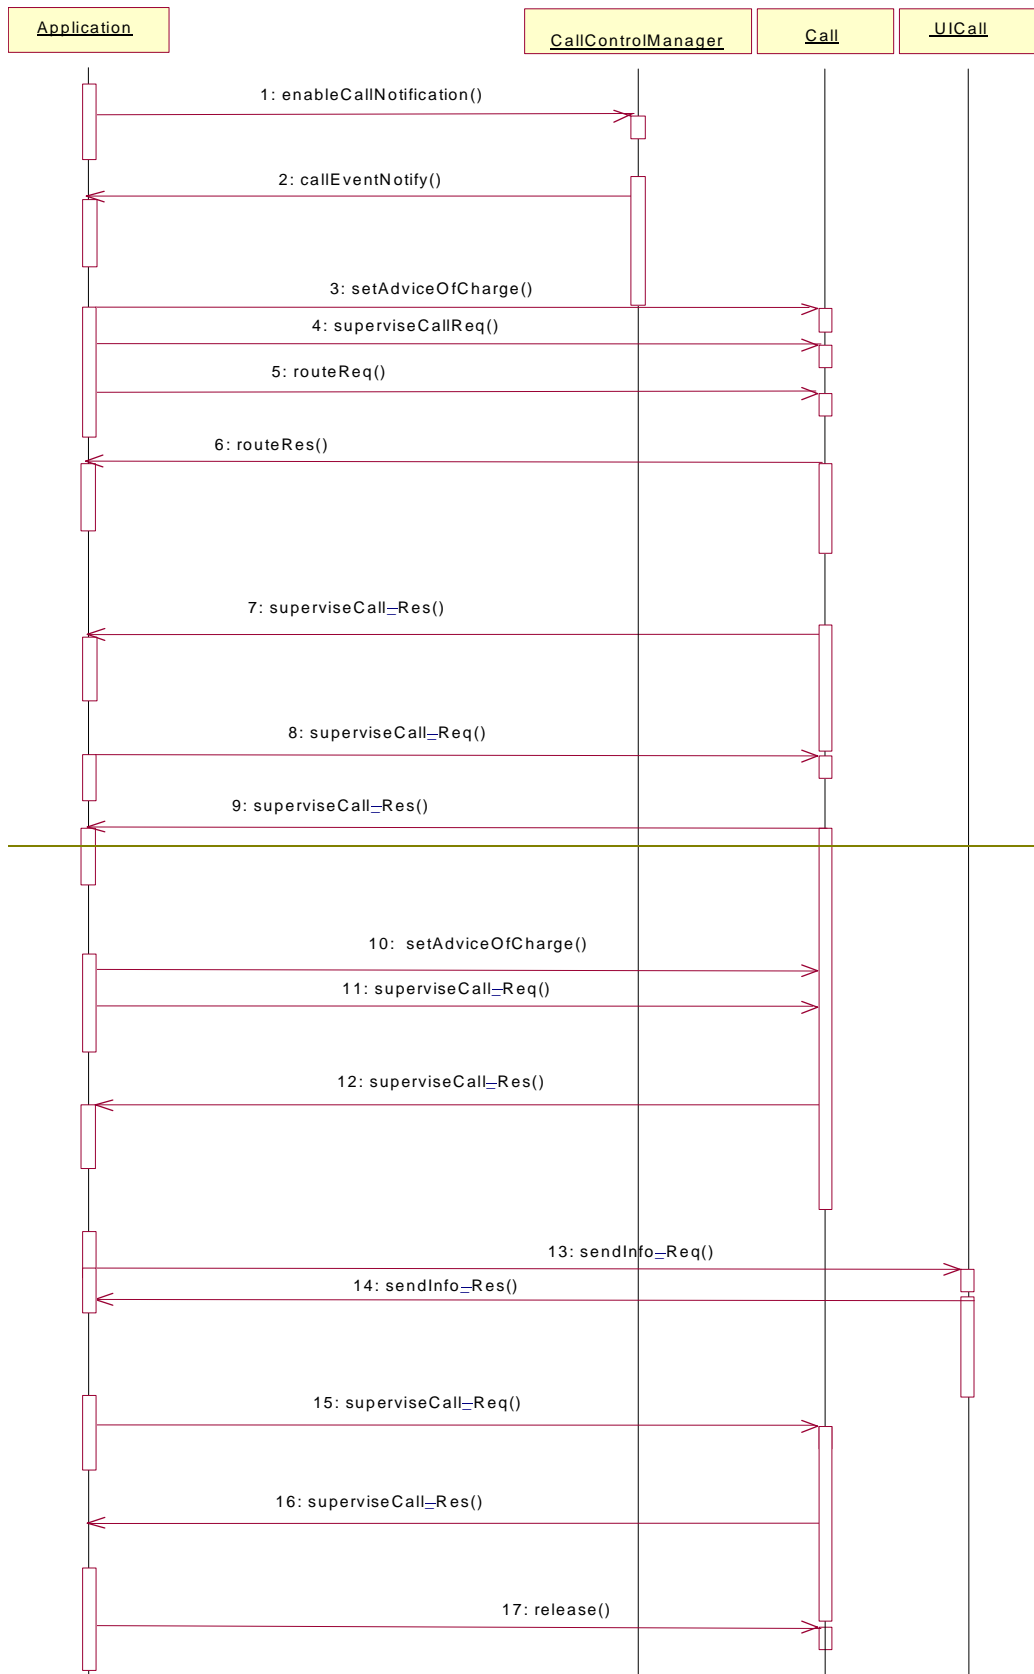 Application
CallControlManager
Call
UICall
1: enableCallNotification()
2: callEventNotify()
3: setAdviceOfCharge()
4: superviseCallReq()
5: routeReq()
6: routeRes()
7: superviseCall_Res()
8: superviseCall_Req()
9: superviseCall_Res()
10: setAdviceOfCharge()
11: superviseCall_Req()
12: superviseCall_Res()
13: sendInfo_Req()
14: sendInfo_Res()
15: superviseCall_Req()
16: superviseCall_Res()
17: release()